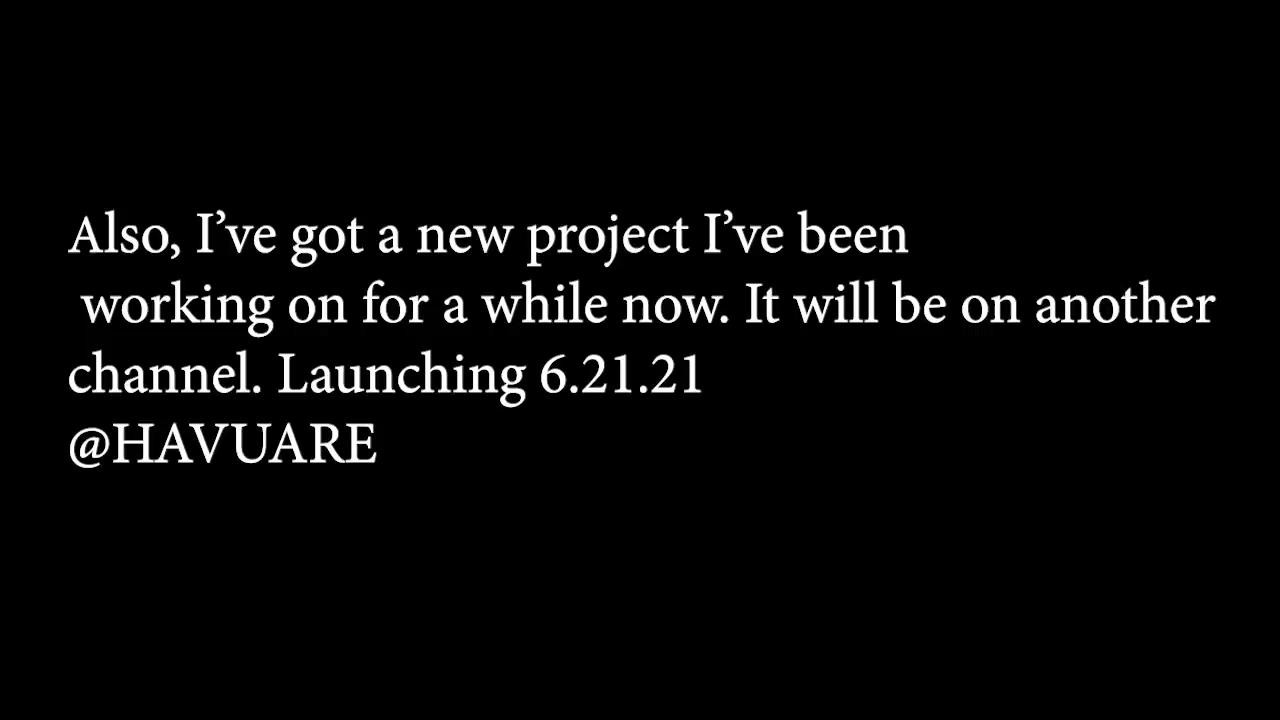 Also, I’ve got a new project I’ve been
working on for a while now. It will be on another
channel. Launching 6.21.21
@HAVUARE